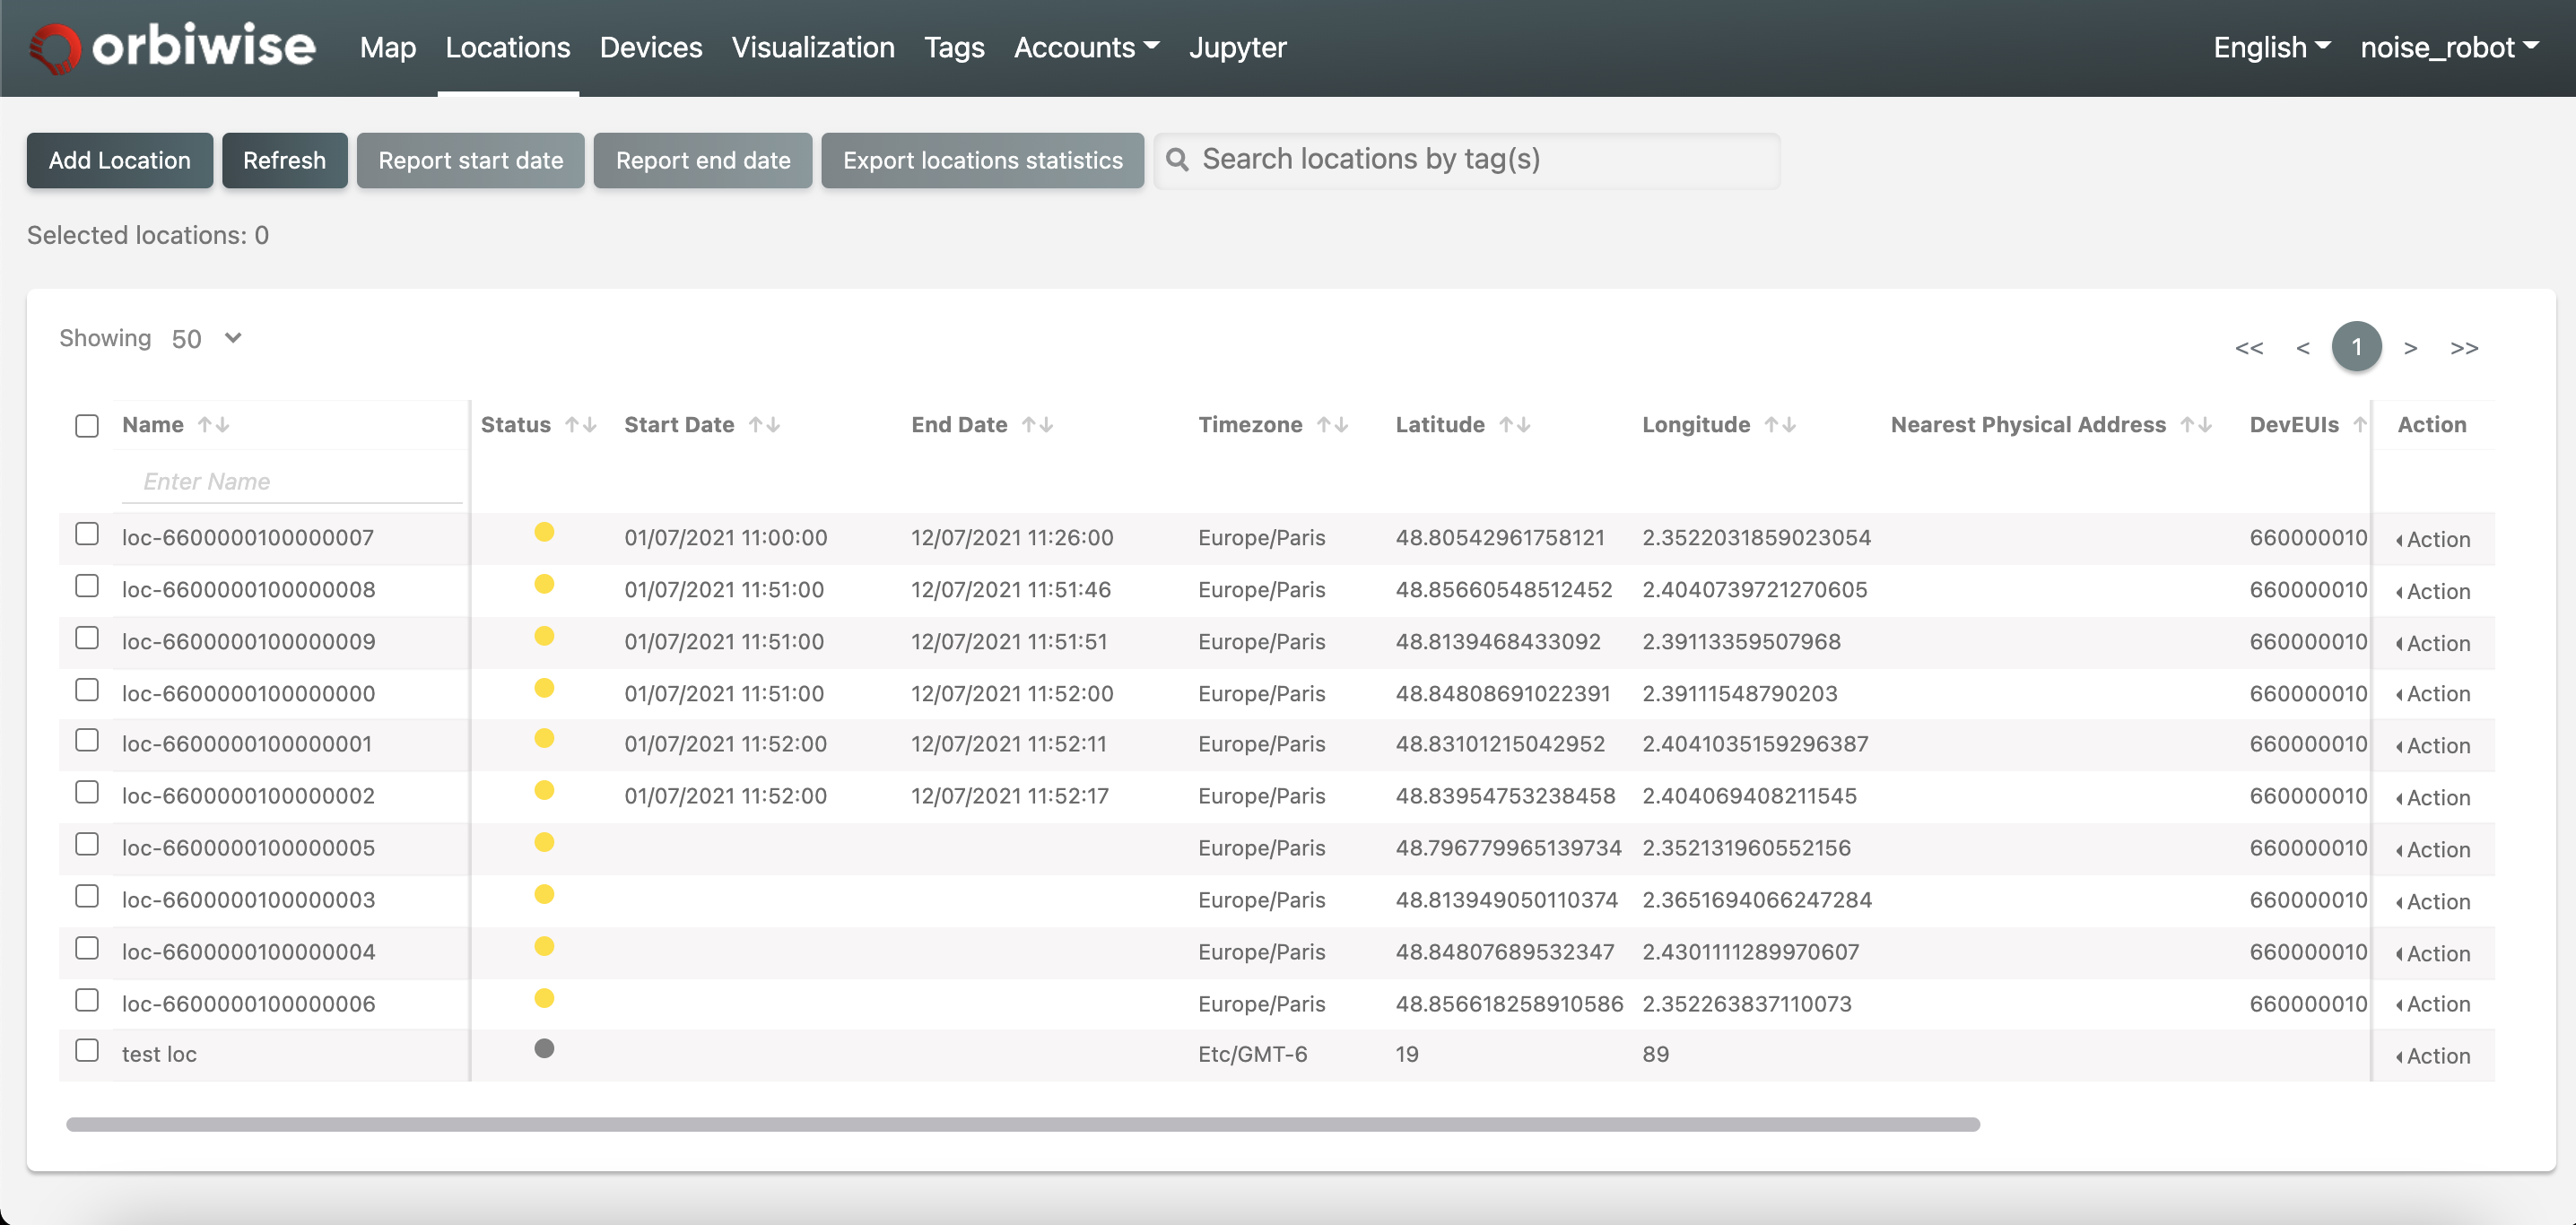 orbiwise Map Locations Devices Visualization Tags Accounts Jupyter English noise_robot
Add Location Refresh Report start date Report end date Export locations statistics Search locations by tag(s)
Selected locations: 0
Showing 50 << < 1 > >>
Name Status Start Date End Date Timezone Latitude Longitude Nearest Physical Address DevEUIs Action
Enter Name
loc-6600000100000007 01/07/2021 11:00:00 12/07/2021 11:26:00 Europe/Paris 48.80542961758121 2.3522031859023054 660000010 Action
loc-6600000100000008 01/07/2021 11:51:00 12/07/2021 11:51:46 Europe/Paris 48.85660548512452 2.4040739721270605 660000010 Action
loc-6600000100000009 01/07/2021 11:51:00 12/07/2021 11:51:51 Europe/Paris 48.8139468433092 2.39113359507968 660000010 Action
loc-6600000100000000 01/07/2021 11:51:00 12/07/2021 11:52:00 Europe/Paris 48.84808691022391 2.39111548790203 660000010 Action
loc-6600000100000001 01/07/2021 11:52:00 12/07/2021 11:52:11 Europe/Paris 48.83101215042952 2.4041035159296387 660000010 Action
loc-6600000100000002 01/07/2021 11:52:00 12/07/2021 11:52:17 Europe/Paris 48.83954753238458 2.404069408211545 660000010 Action
loc-6600000100000005 Europe/Paris 48.796779965139734 2.352131960552156 660000010 Action
loc-6600000100000003 Europe/Paris 48.813949050110374 2.3651694066247284 660000010 Action
loc-6600000100000004 Europe/Paris 48.84807689532347 2.4301111289970607 660000010 Action
loc-6600000100000006 Europe/Paris 48.856618258910586 2.352263837110073 660000010 Action
test loc Etc/GMT-6 19 89 Action